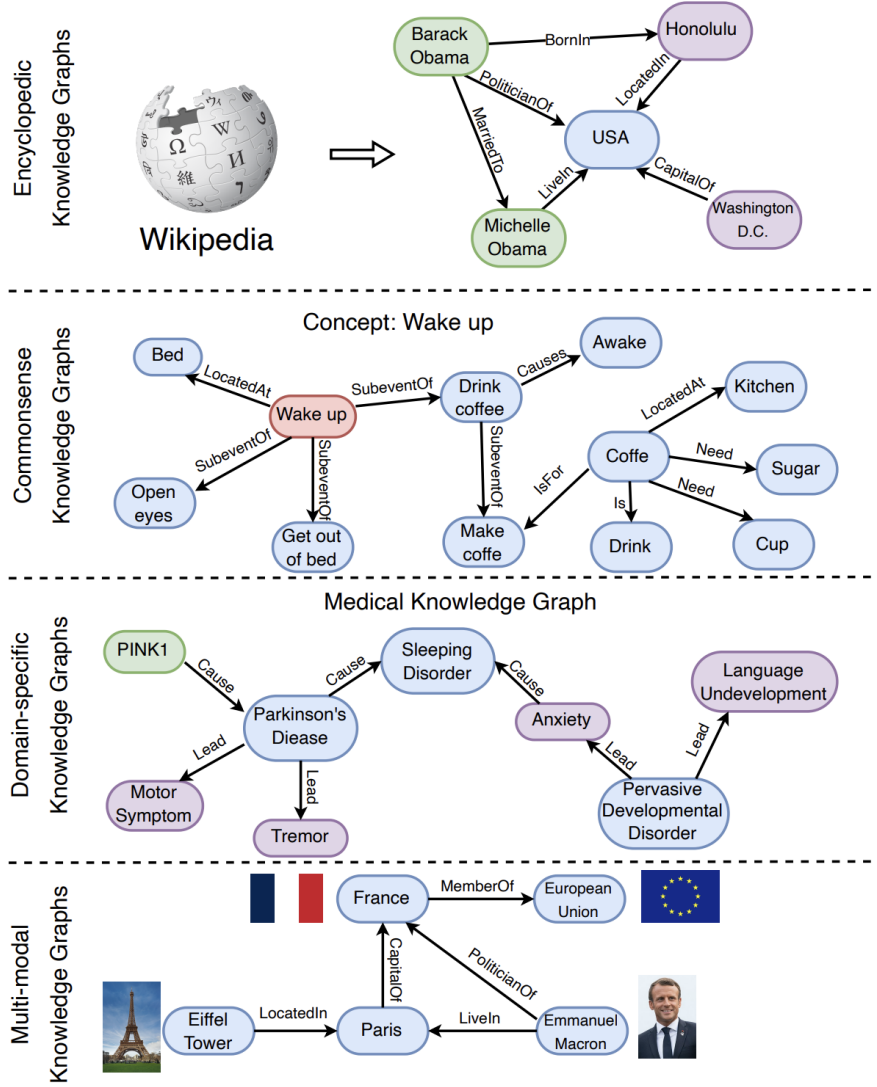 Encyclopedic
Knowledge Graphs
Ω
W
И
維
ウィ
Wikipedia
Barack
Obama
BornIn
Honolulu
PoliticianOf
LocatedIn
MarriedTo
USA
LiveIn
CapitalOf
Michelle
Obama
Washington
D.C.
Commonsense
Knowledge Graphs
Concept: Wake up
Bed
LocatedAt
Wake up
SubeventOf
Drink
coffee
Causes
Awake
SubeventOf
Open
eyes
SubeventOf
Get out
of bed
SubeventOf
Make
coffe
IsFor
Coffe
LocatedAt
Kitchen
Need
Sugar
Need
Cup
Is
Drink
Domain-specific
Knowledge Graphs
Medical Knowledge Graph
PINK1
Cause
Parkinson's
Diease
Cause
Sleeping
Disorder
Cause
Anxiety
Language
Undevelopment
Lead
Motor
Symptom
Lead
Tremor
Lead
Lead
Pervasive
Developmental
Disorder
Multi-modal
Knowledge Graphs
France
MemberOf
European
Union
CapitalOf
PoliticianOf
Eiffel
Tower
LocatedIn
Paris
LiveIn
Emmanuel
Macron